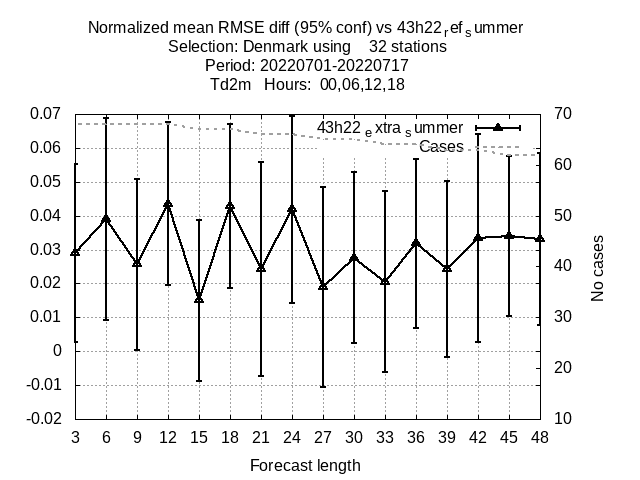 Normalized mean RMSE diff (95% conf) vs 43h22refsummer
Selection: Denmark using 32 stations
Period: 20220701-20220717
Td2m Hours: 00,06,12,18
43h22extrasummer
Cases
0.07
0.06
0.05
0.04
0.03
0.02
0.01
0
-0.01
-0.02
70
60
50
40
30
20
10
No cases
3 6 9 12 15 18 21 24 27 30 33 36 39 42 45 48
Forecast length